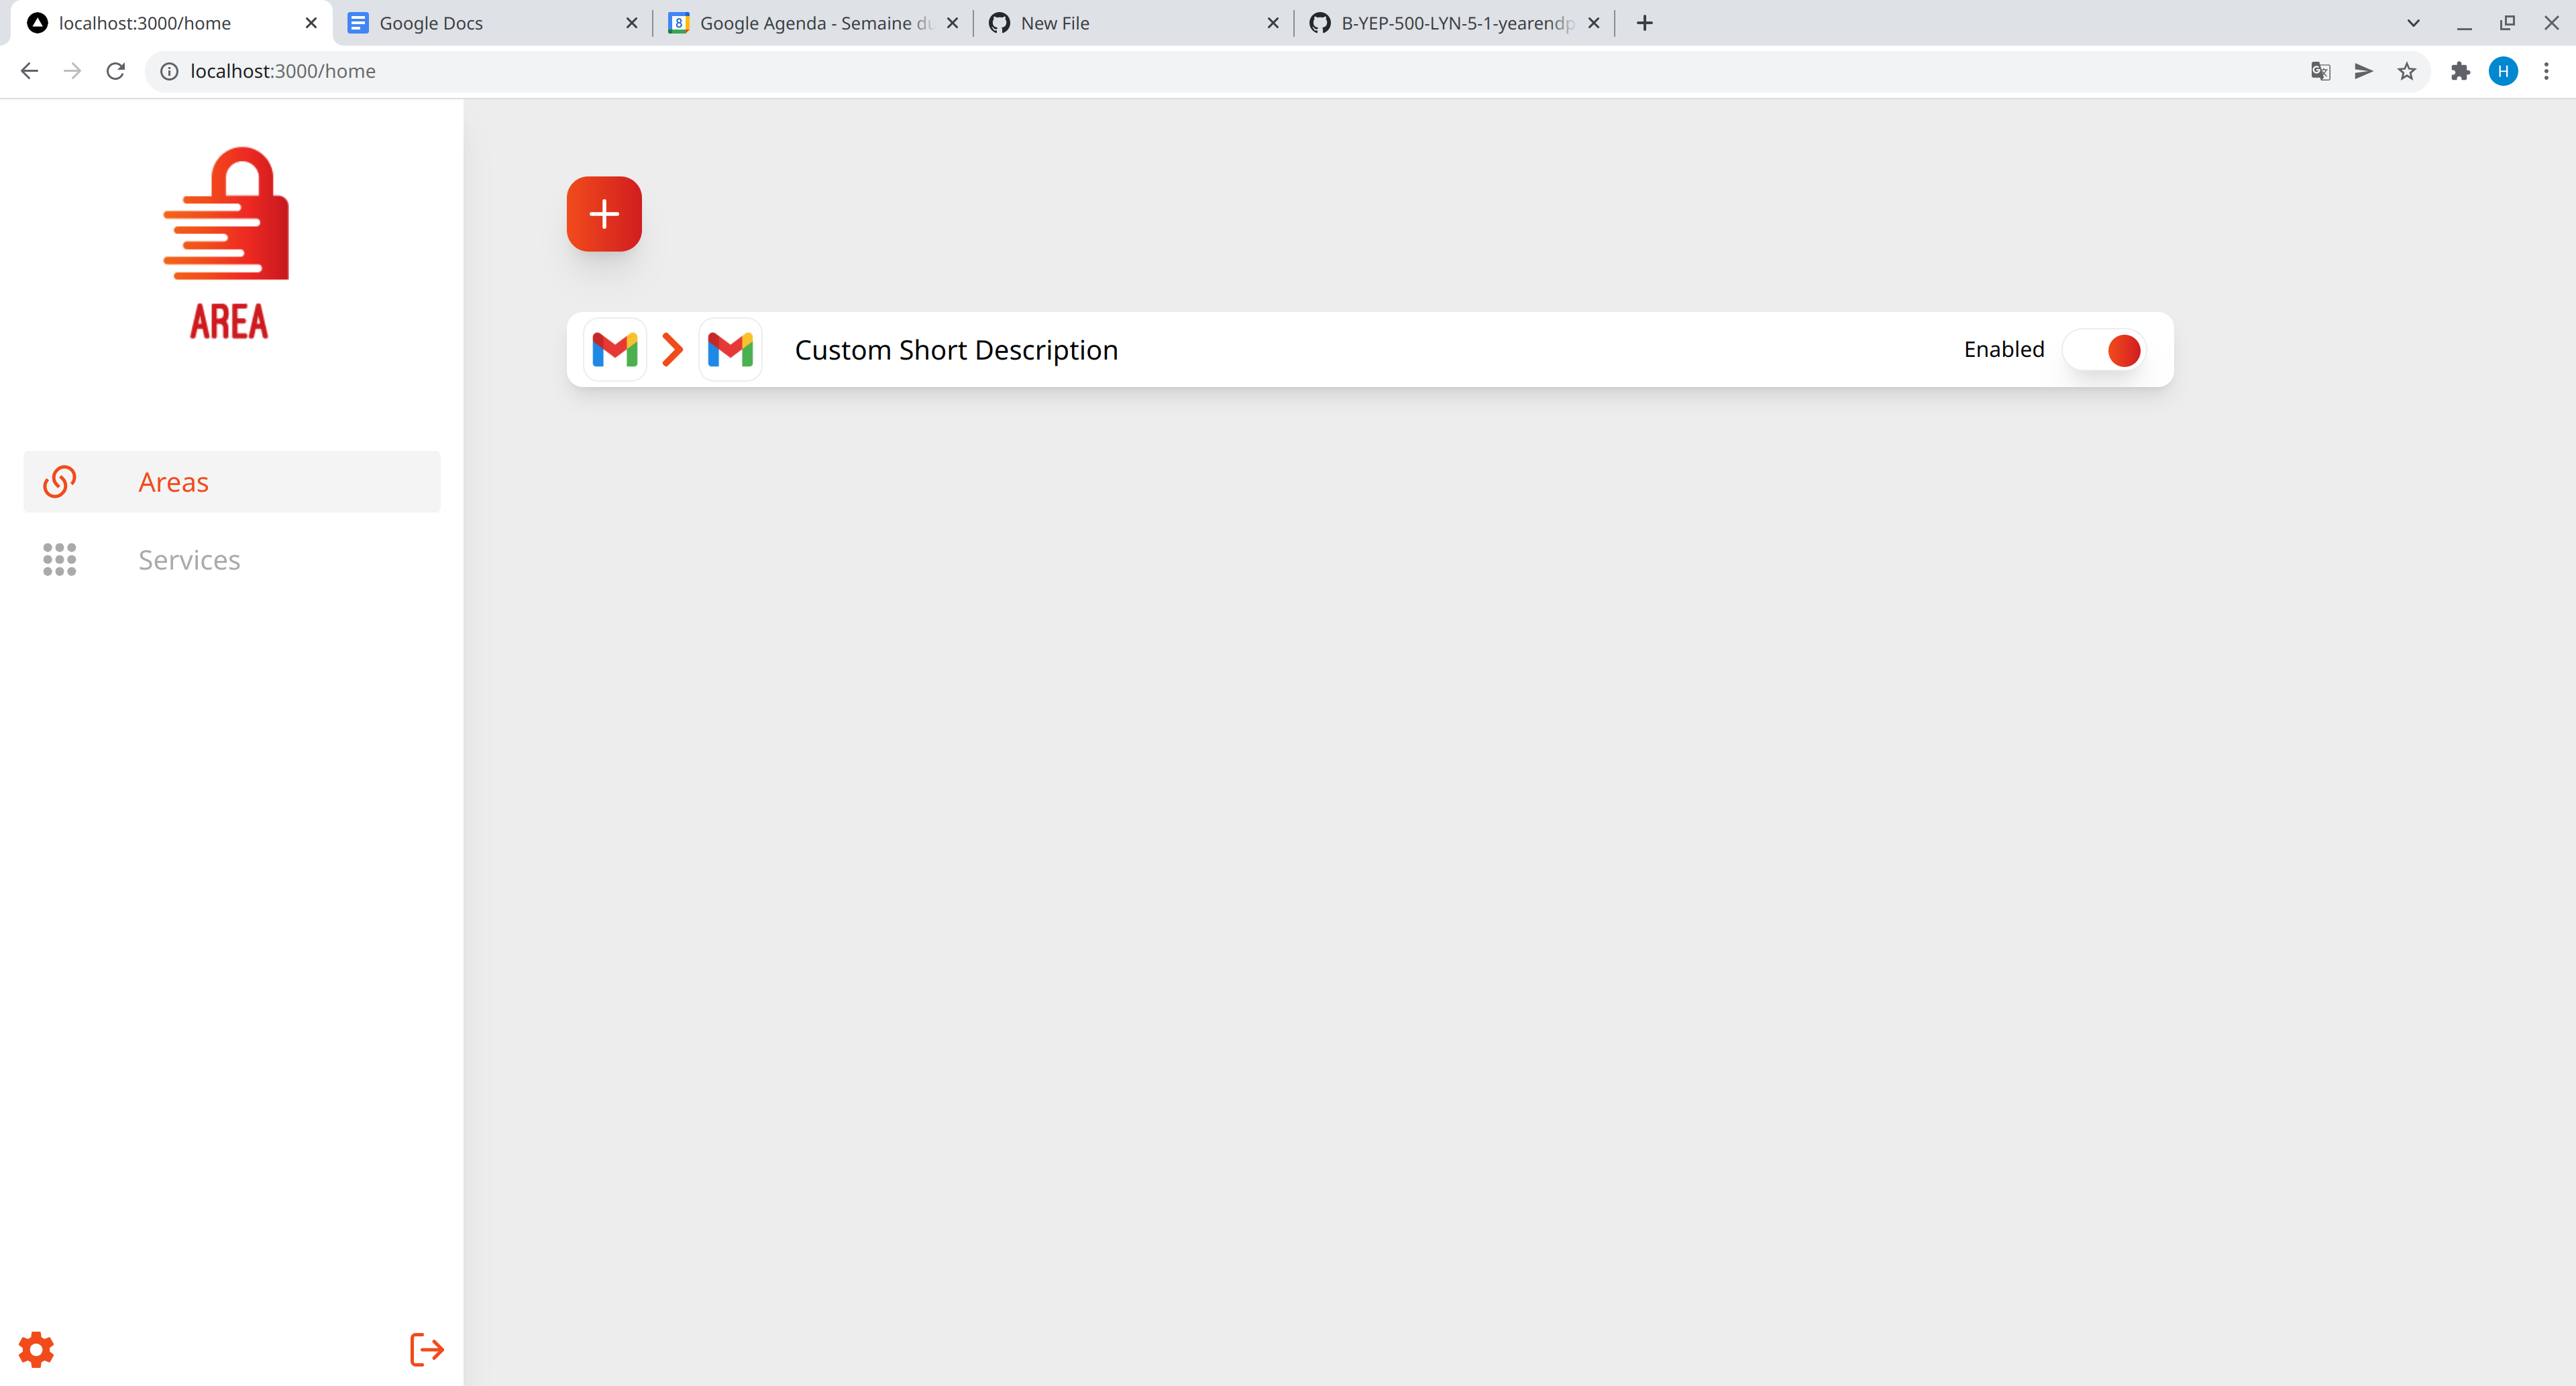 localhost:3000/home
Google Docs
Google Agenda - Semaine du
New File
B-YEP-500-LYN-5-1-yearendp
localhost:3000/home
H
AREA
Custom Short Description
Enabled
Areas
Services